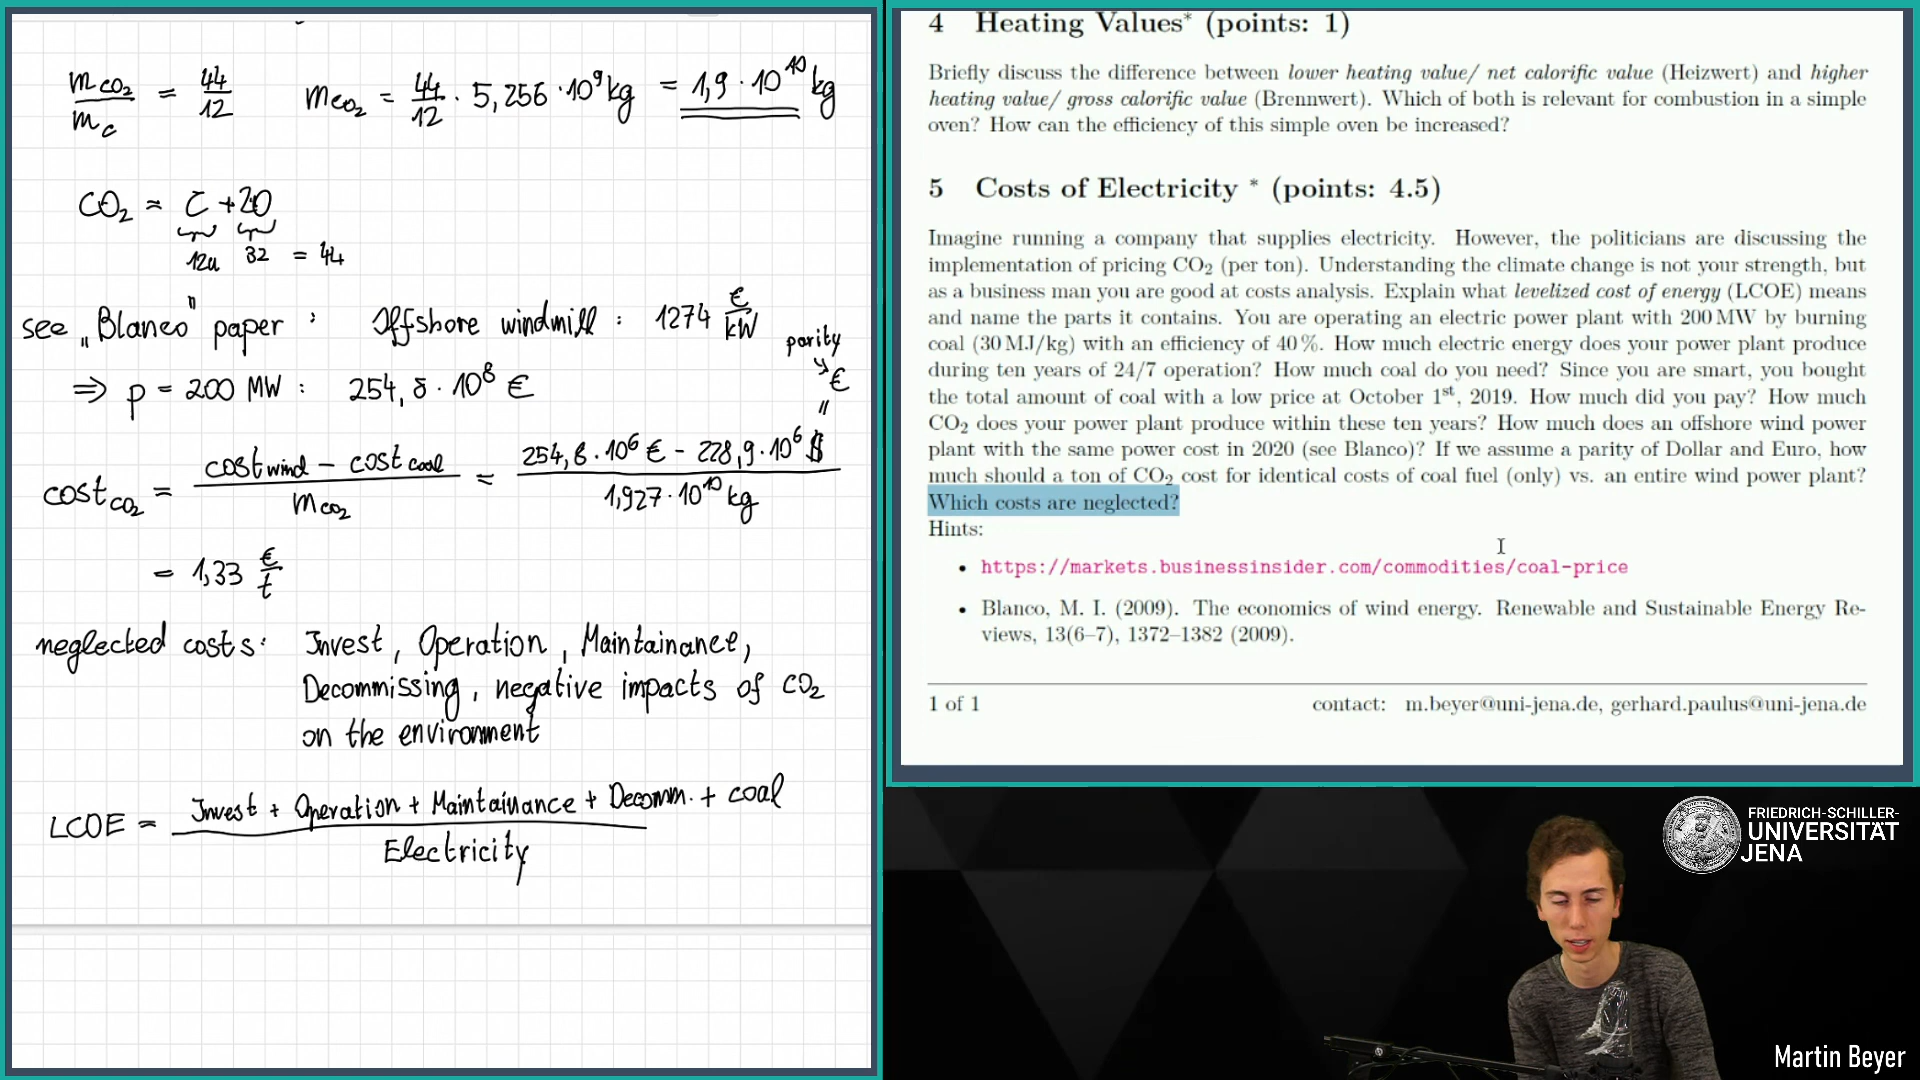 m_CO₂ / m_C = 44/12   m_CO₂ = 44/12 · 5,256 · 10⁹ kg = 1,9 · 10¹⁰ kg
CO₂ = C + 2O
12u 32 = 44
see „Blanco" paper : Offshore windmill : 1274 €/kW
parity
⇒ p = 200 MW : 254,8 · 10⁸ €
€
"
cost_CO₂ = (cost wind − cost coal) / m_CO₂ = (254,8 · 10⁶ € − 228,9 · 10⁶ $) / (1,927 · 10¹⁰ kg)
= 1,33 €/t
neglected costs: Invest, Operation, Maintainance,
Decommissing, negative impacts of CO₂
on the environment
LCOE = (Invest + Operation + Maintainance + Decomm. + coal) / Electricity
4 Heating Values* (points: 1)
Briefly discuss the difference between lower heating value/ net calorific value (Heizwert) and higher
heating value/ gross calorific value (Brennwert). Which of both is relevant for combustion in a simple
oven? How can the efficiency of this simple oven be increased?
5 Costs of Electricity * (points: 4.5)
Imagine running a company that supplies electricity. However, the politicians are discussing the
implementation of pricing CO₂ (per ton). Understanding the climate change is not your strength, but
as a business man you are good at costs analysis. Explain what levelized cost of energy (LCOE) means
and name the parts it contains. You are operating an electric power plant with 200 MW by burning
coal (30 MJ/kg) with an efficiency of 40 %. How much electric energy does your power plant produce
during ten years of 24/7 operation? How much coal do you need? Since you are smart, you bought
the total amount of coal with a low price at October 1st, 2019. How much did you pay? How much
CO₂ does your power plant produce within these ten years? How much does an offshore wind power
plant with the same power cost in 2020 (see Blanco)? If we assume a parity of Dollar and Euro, how
much should a ton of CO₂ cost for identical costs of coal fuel (only) vs. an entire wind power plant?
Which costs are neglected?
Hints:
• https://markets.businessinsider.com/commodities/coal-price
• Blanco, M. I. (2009). The economics of wind energy. Renewable and Sustainable Energy Re-
views, 13(6–7), 1372–1382 (2009).
1 of 1 contact: m.beyer@uni-jena.de, gerhard.paulus@uni-jena.de
FRIEDRICH-SCHILLER-
UNIVERSITÄT
JENA
Martin Beyer